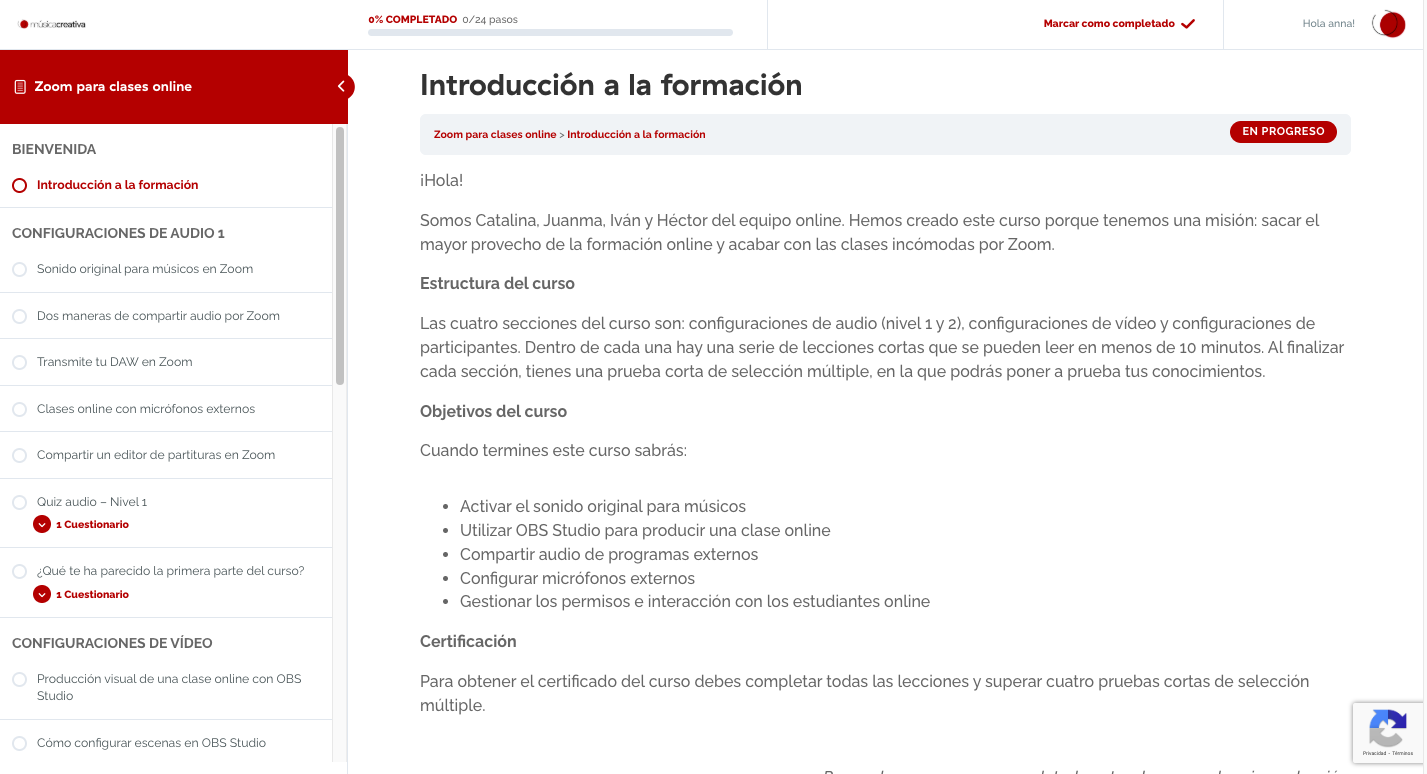 músicacreativa
0% COMPLETADO 0/24 pasos
Marcar como completado
Hola anna!
Zoom para clases online
BIENVENIDA
Introducción a la formación
CONFIGURACIONES DE AUDIO 1
Sonido original para músicos en Zoom
Dos maneras de compartir audio por Zoom
Transmite tu DAW en Zoom
Clases online con micrófonos externos
Compartir un editor de partituras en Zoom
Quiz audio – Nivel 1
1 Cuestionario
¿Qué te ha parecido la primera parte del curso?
1 Cuestionario
CONFIGURACIONES DE VÍDEO
Producción visual de una clase online con OBS
Studio
Cómo configurar escenas en OBS Studio
Introducción a la formación
Zoom para clases online > Introducción a la formación
EN PROGRESO
¡Hola!
Somos Catalina, Juanma, Iván y Héctor del equipo online. Hemos creado este curso porque tenemos una misión: sacar el
mayor provecho de la formación online y acabar con las clases incómodas por Zoom.
Estructura del curso
Las cuatro secciones del curso son: configuraciones de audio (nivel 1 y 2), configuraciones de vídeo y configuraciones de
participantes. Dentro de cada una hay una serie de lecciones cortas que se pueden leer en menos de 10 minutos. Al finalizar
cada sección, tienes una prueba corta de selección múltiple, en la que podrás poner a prueba tus conocimientos.
Objetivos del curso
Cuando termines este curso sabrás:
Activar el sonido original para músicos
Utilizar OBS Studio para producir una clase online
Compartir audio de programas externos
Configurar micrófonos externos
Gestionar los permisos e interacción con los estudiantes online
Certificación
Para obtener el certificado del curso debes completar todas las lecciones y superar cuatro pruebas cortas de selección
múltiple.
Privacidad - Términos